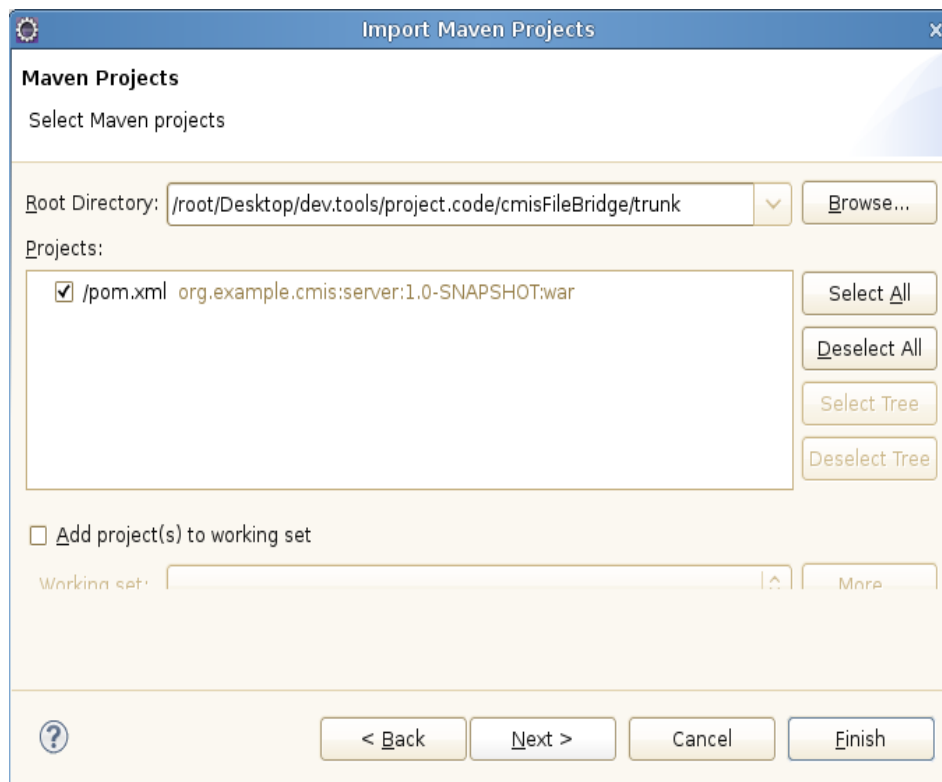 Import Maven Projects
Maven Projects
Select Maven projects
Root Directory: /root/Desktop/dev.tools/project.code/cmisFileBridge/trunk Browse...
Projects:
/pom.xml org.example.cmis:server:1.0-SNAPSHOT:war
Select All
Deselect All
Select Tree
Deselect Tree
Add project(s) to working set
Working set: More
< Back Next > Cancel Finish